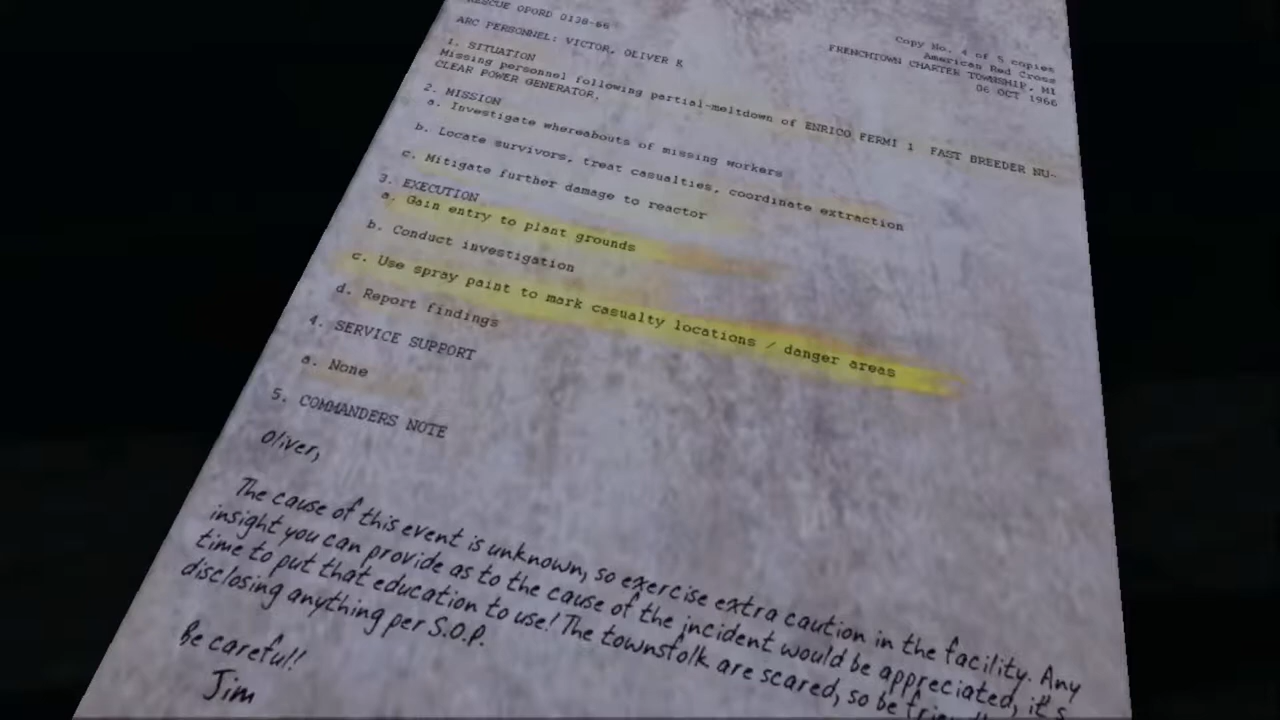 RESCUE OPORD 0138-66
Copy No. 4 of 5 copies
American Red Cross
FRENCHTOWN CHARTER TOWNSHIP, MI
06 OCT 1966
ARC PERSONNEL: VICTOR, OLIVER E
1. SITUATION
Missing personnel following partial-meltdown of ENRICO FERMI 1 FAST BREEDER NU-
CLEAR POWER GENERATOR.
2. MISSION
a. Investigate whereabouts of missing workers
b. Locate survivors, treat casualties, coordinate extraction
c. Mitigate further damage to reactor
3. EXECUTION
a. Gain entry to plant grounds
b. Conduct investigation
c. Use spray paint to mark casualty locations / danger areas
d. Report findings
4. SERVICE SUPPORT
a. None
5. COMMANDERS NOTE
Oliver,
The cause of this event is unknown, so exercise extra caution in the facility. Any
insight you can provide as to the cause of the incident would be appreciated, it's
time to put that education to use! The townsfolk are scared, so be
disclosing anything per S.O.P.
Be careful!
Jim